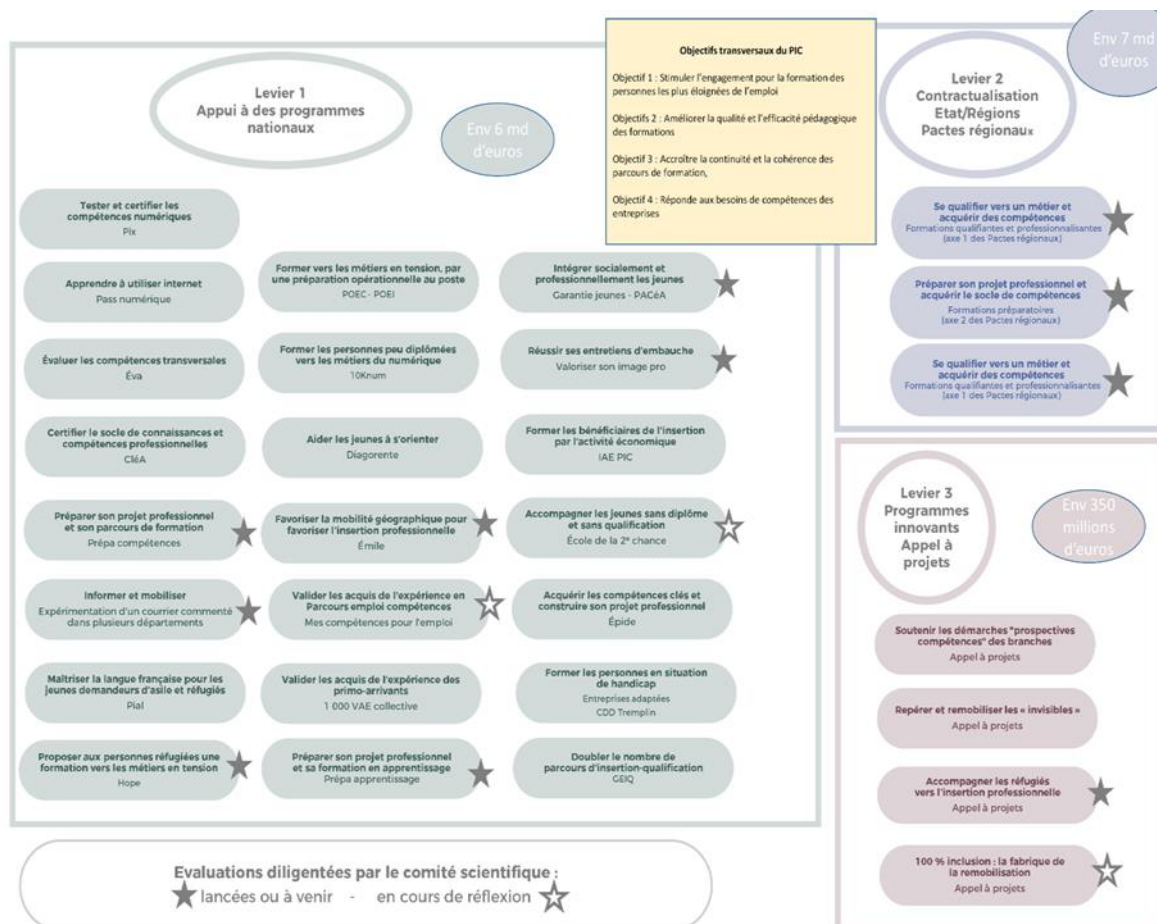 Levier 1
Appui à des programmes
nationaux
Env 6 md
d'euros
Objectifs transversaux du PIC
Objectif 1 : Stimuler l'engagement pour la formation des
personnes les plus éloignées de l'emploi
Objectifs 2 : Améliorer la qualité et l'efficacité pédagogique
des formations
Objectif 3 : Accroître la continuité et la cohérence des
parcours de formation,
Objectif 4 : Réponde aux besoins de compétences des
entreprises
Tester et certifier les
compétences numériques
Pix
Apprendre à utiliser internet
Pass numérique
Évaluer les compétences transversales
Éva
Certifier le socle de connaissances et
compétences professionnelles
CléA
Préparer son projet professionnel
et son parcours de formation
Prépa compétences
Informer et mobiliser
Expérimentation d'un courrier commenté
dans plusieurs départements
Maîtriser la langue française pour les
jeunes demandeurs d'asile et réfugiés
Pial
Proposer aux personnes réfugiées une
formation vers les métiers en tension
Hope
Former vers les métiers en tension, par
une préparation opérationnelle au poste
POEC - POEI
Former les personnes peu diplômées
vers les métiers du numérique
10Knum
Aider les jeunes à s'orienter
Diagorente
Favoriser la mobilité géographique pour
favoriser l'insertion professionnelle
Émile
Valider les acquis de l'expérience en
Parcours emploi compétences
Mes compétences pour l'emploi
Valider les acquis de l'expérience des
primo-arrivants
1 000 VAE collective
Préparer son projet professionnel
et sa formation en apprentissage
Prépa apprentissage
Intégrer socialement et
professionnellement les jeunes
Garantie jeunes - PACéA
Réussir ses entretiens d'embauche
Valoriser son image pro
Former les bénéficiaires de l'insertion
par l'activité économique
IAE PIC
Accompagner les jeunes sans diplôme
et sans qualification
École de la 2e chance
Acquérir les compétences clés et
construire son projet professionnel
Épide
Former les personnes en situation
de handicap
Entreprises adaptées
CDD Tremplin
Doubler le nombre de
parcours d'insertion-qualification
GEIQ
Env 7 md
d'euros
Levier 2
Contractualisation
Etat/Régions
Pactes régionaux
Se qualifier vers un métier et
acquérir des compétences
Formations qualifiantes et professionnalisantes
(axe 1 des Pactes régionaux)
Préparer son projet professionnel et
acquérir le socle de compétences
Formations préparatoires
(axe 2 des Pactes régionaux)
Se qualifier vers un métier et
acquérir des compétences
Formations qualifiantes et professionnalisantes
(axe 1 des Pactes régionaux)
Levier 3
Programmes
innovants
Appel à
projets
Env 350
millions
d'euros
Soutenir les démarches "prospectives
compétences" des branches
Appel à projets
Repérer et remobiliser les « invisibles »
Appel à projets
Accompagner les réfugiés
vers l'insertion professionnelle
Appel à projets
100 % inclusion : la fabrique de
la remobilisation
Appel à projets
Evaluations diligentées par le comité scientifique :
★ lancées ou à venir - en cours de réflexion ☆